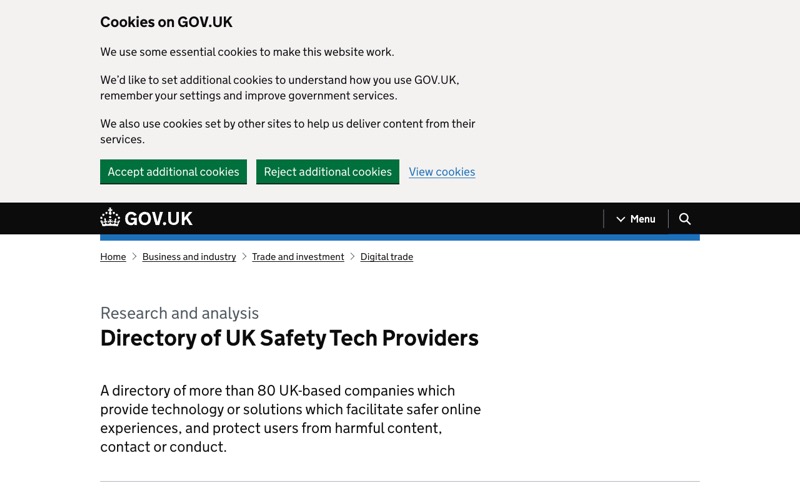 Cookies on GOV.UK
We use some essential cookies to make this website work.
We'd like to set additional cookies to understand how you use GOV.UK,
remember your settings and improve government services.
We also use cookies set by other sites to help us deliver content from their
services.
Accept additional cookies Reject additional cookies View cookies
GOV.UK Menu
Home Business and industry Trade and investment Digital trade
Research and analysis
Directory of UK Safety Tech Providers
A directory of more than 80 UK-based companies which
provide technology or solutions which facilitate safer online
experiences, and protect users from harmful content,
contact or conduct.